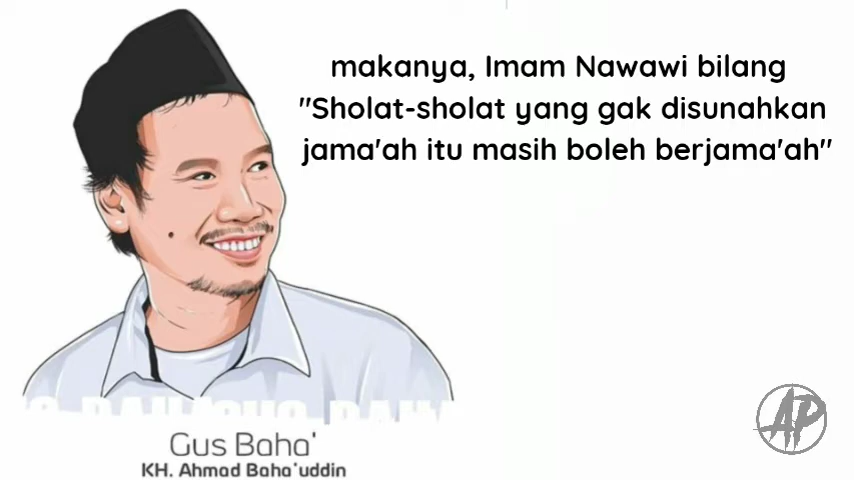 makanya, Imam Nawawi bilang
"Sholat-sholat yang gak disunahkan
jama'ah itu masih boleh berjama'ah"
Gus Baha'
KH. Ahmad Baha'uddin
AP